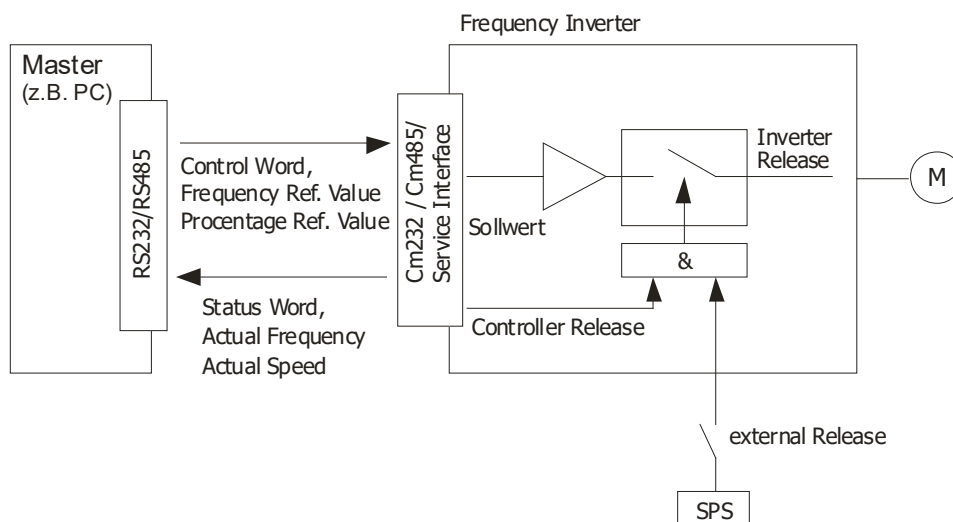 Frequency Inverter
Master
(z.B. PC)
RS232/RS485
Control Word,
Frequency Ref. Value
Procentage Ref. Value
Status Word,
Actual Frequency
Actual Speed
Cm232 / Cm485/
Service Interface
Sollwert
Controller Release
&
Inverter
Release
M
external Release
SPS